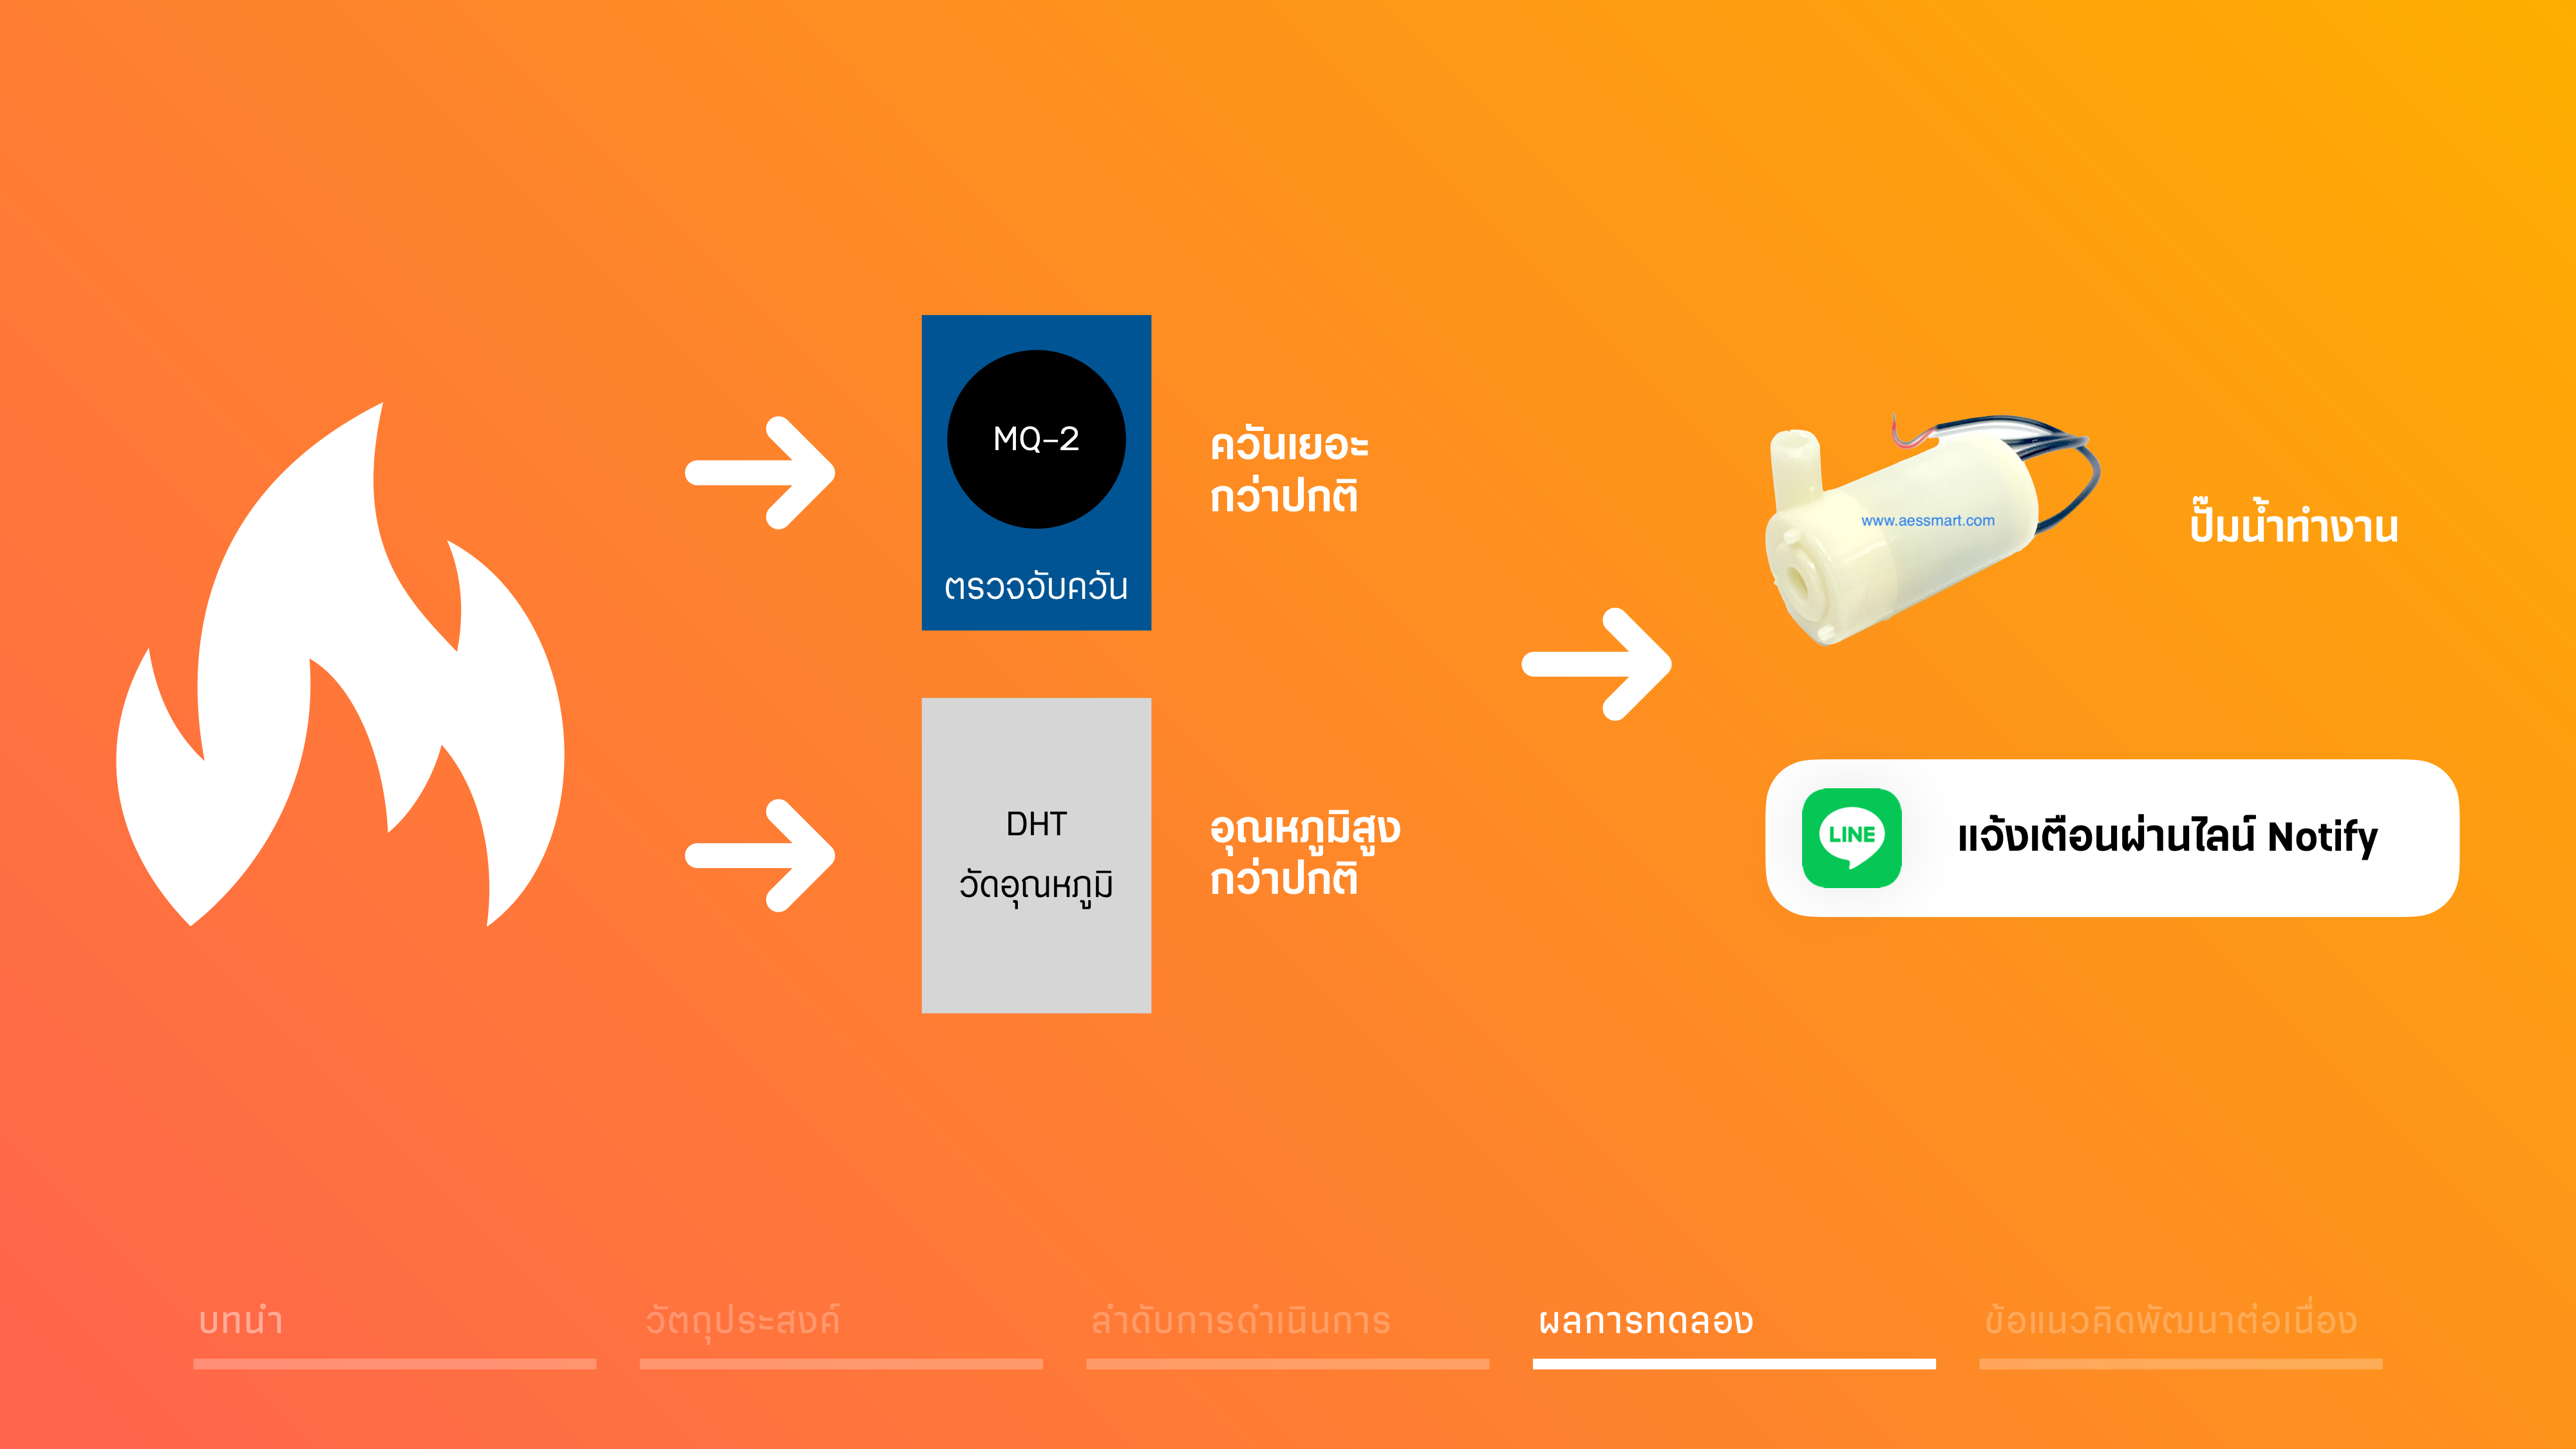 MQ-2
ตรวจจับควัน
ควันเยอะ
กว่าปกติ
DHT
วัดอุณหภูมิ
อุณหภูมิสูง
กว่าปกติ
www.aessmart.com
ปั๊มน้ำทำงาน
LINE
แจ้งเตือนผ่านไลน์ Notify
บทนำ
วัตถุประสงค์
ลำดับการดำเนินการ
ผลการทดลอง
ข้อแนวคิดพัฒนาต่อเนื่อง